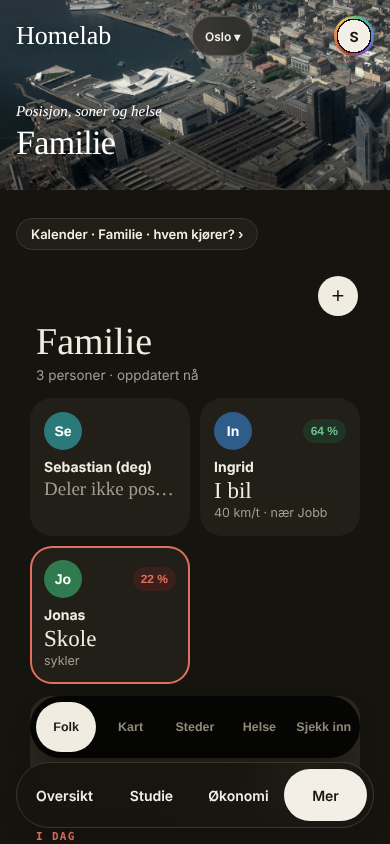 Homelab
Oslo ▾
S
Posisjon, soner og helse
Familie
Kalender · Familie · hvem kjører? ›
+
Familie
3 personer · oppdatert nå
Se
Sebastian (deg)
Deler ikke pos…
In
64 %
Ingrid
I bil
40 km/t · nær Jobb
Jo
22 %
Jonas
Skole
sykler
Folk
Kart
Steder
Helse
Sjekk inn
Oversikt
Studie
Økonomi
Mer
I DAG